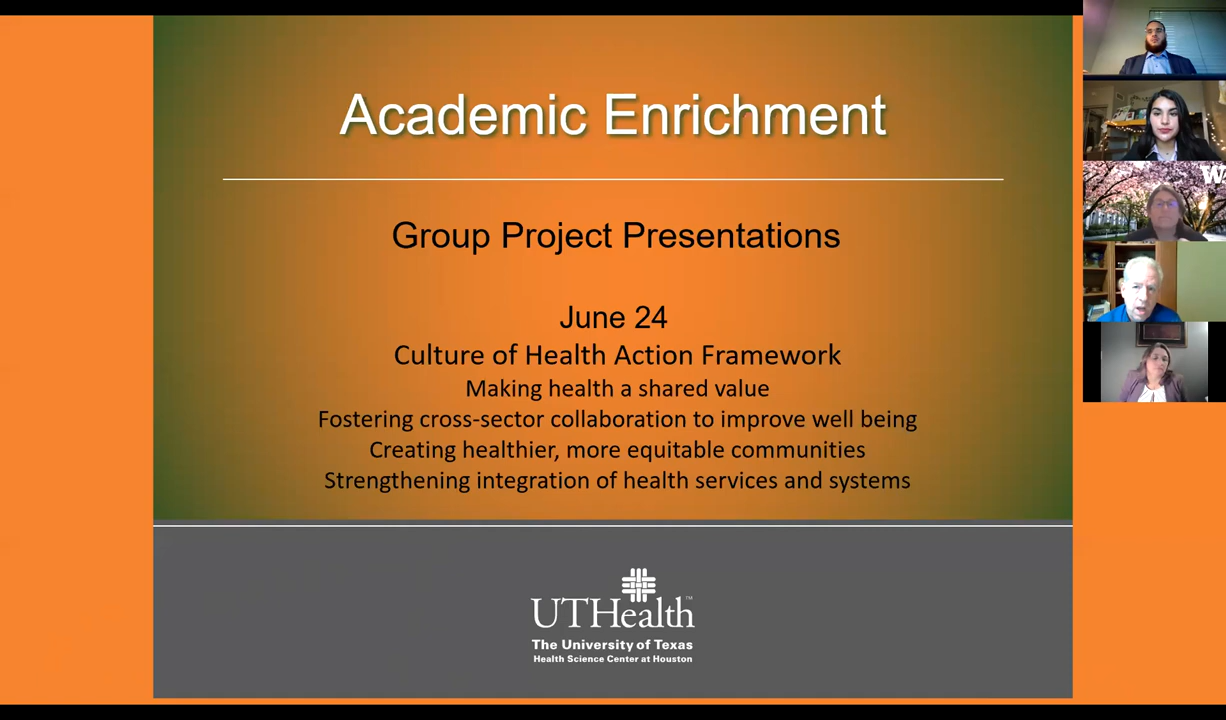 Academic Enrichment
Group Project Presentations
June 24
Culture of Health Action Framework
Making health a shared value
Fostering cross-sector collaboration to improve well being
Creating healthier, more equitable communities
Strengthening integration of health services and systems
UTHealth™
The University of Texas
Health Science Center at Houston
W